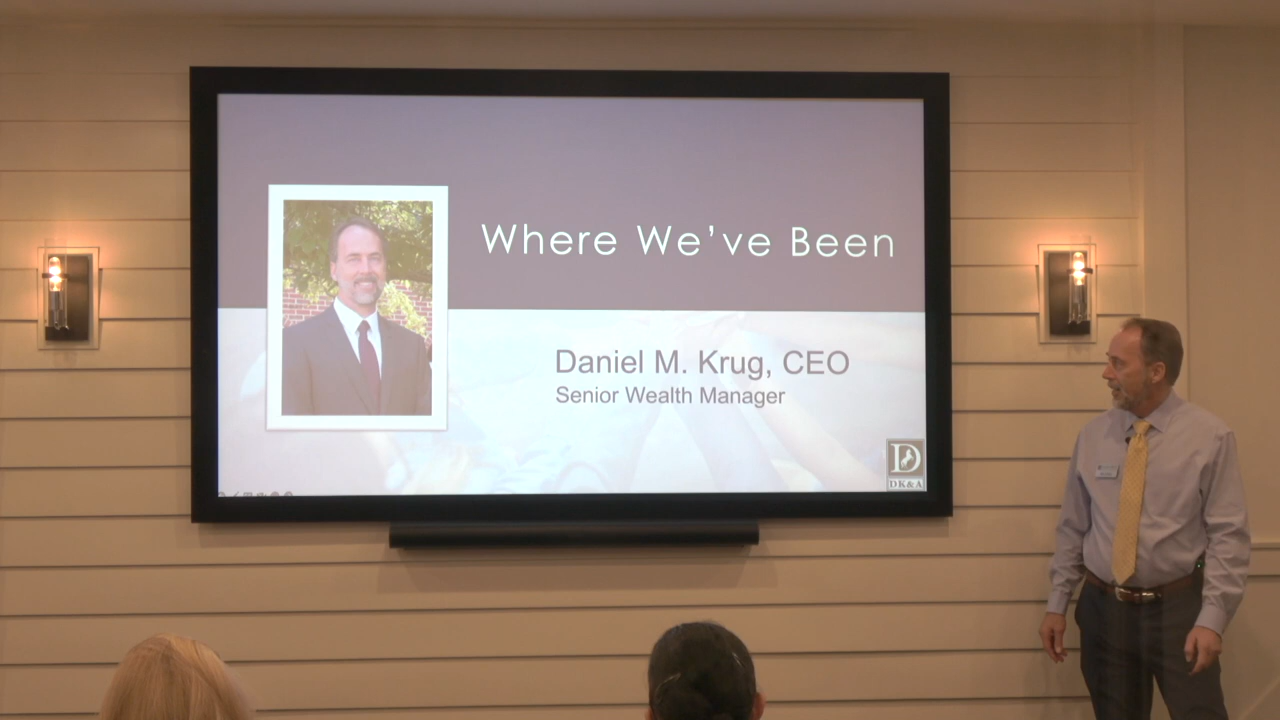 Where We've Been
Daniel M. Krug, CEO
Senior Wealth Manager
D
DK&A